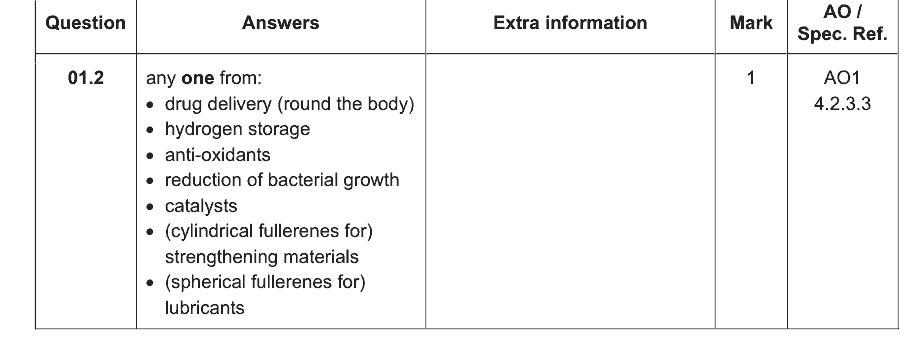 Question Answers Extra information Mark AO / Spec. Ref.
01.2 any one from: 1 AO1
• drug delivery (round the body) 4.2.3.3
• hydrogen storage
• anti-oxidants
• reduction of bacterial growth
• catalysts
• (cylindrical fullerenes for)
strengthening materials
• (spherical fullerenes for)
lubricants